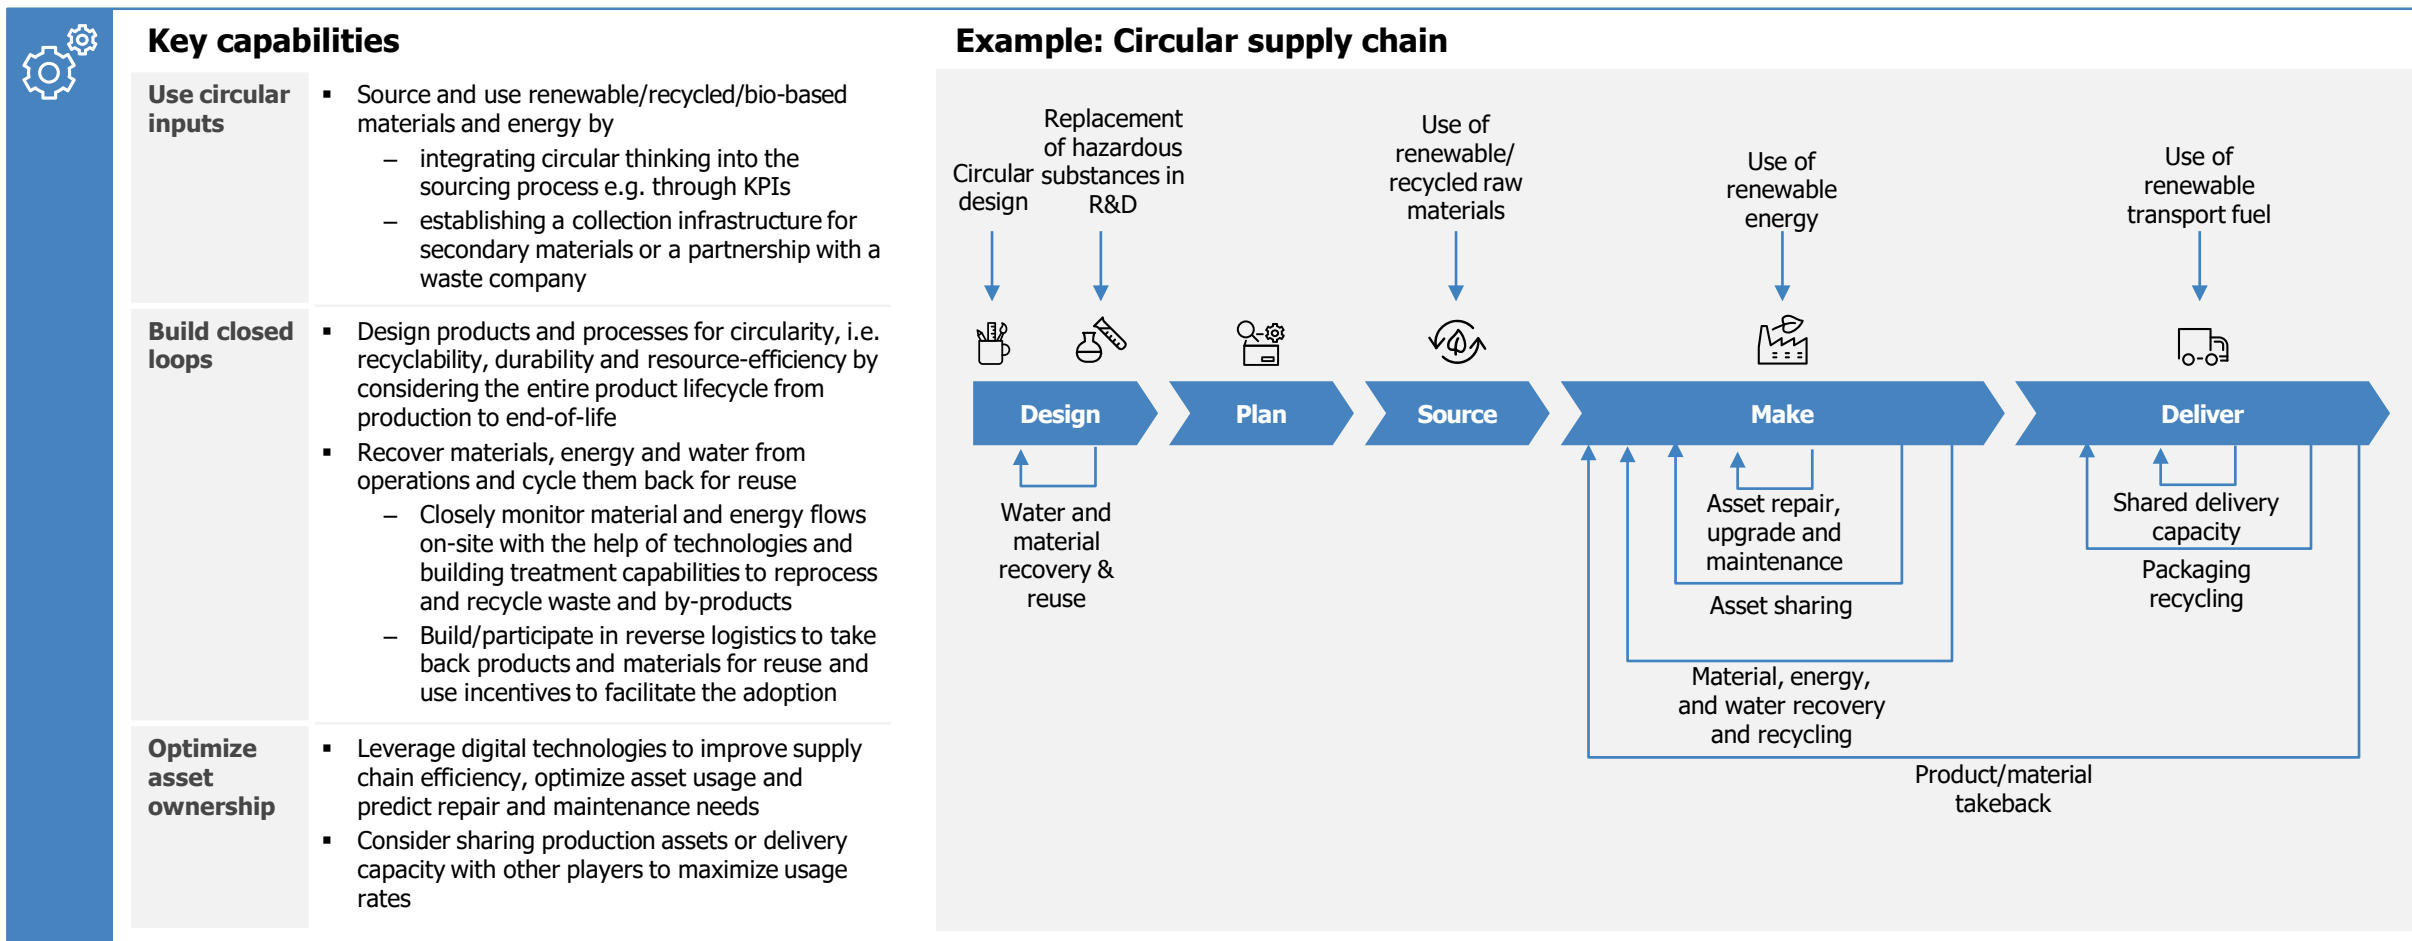 Key capabilities
Use circular
inputs
▪ Source and use renewable/recycled/bio-based
materials and energy by
– integrating circular thinking into the
sourcing process e.g. through KPIs
– establishing a collection infrastructure for
secondary materials or a partnership with a
waste company
Build closed
loops
▪ Design products and processes for circularity, i.e.
recyclability, durability and resource-efficiency by
considering the entire product lifecycle from
production to end-of-life
▪ Recover materials, energy and water from
operations and cycle them back for reuse
– Closely monitor material and energy flows
on-site with the help of technologies and
building treatment capabilities to reprocess
and recycle waste and by-products
– Build/participate in reverse logistics to take
back products and materials for reuse and
use incentives to facilitate the adoption
Optimize
asset
ownership
▪ Leverage digital technologies to improve supply
chain efficiency, optimize asset usage and
predict repair and maintenance needs
▪ Consider sharing production assets or delivery
capacity with other players to maximize usage
rates
Example: Circular supply chain
Circular
design
Replacement
of hazardous
substances in
R&D
Use of
renewable/
recycled raw
materials
Use of
renewable
energy
Use of
renewable
transport fuel
Design
Plan
Source
Make
Deliver
Water and
material
recovery &
reuse
Asset repair,
upgrade and
maintenance
Asset sharing
Material, energy,
and water recovery
and recycling
Shared delivery
capacity
Packaging
recycling
Product/material
takeback